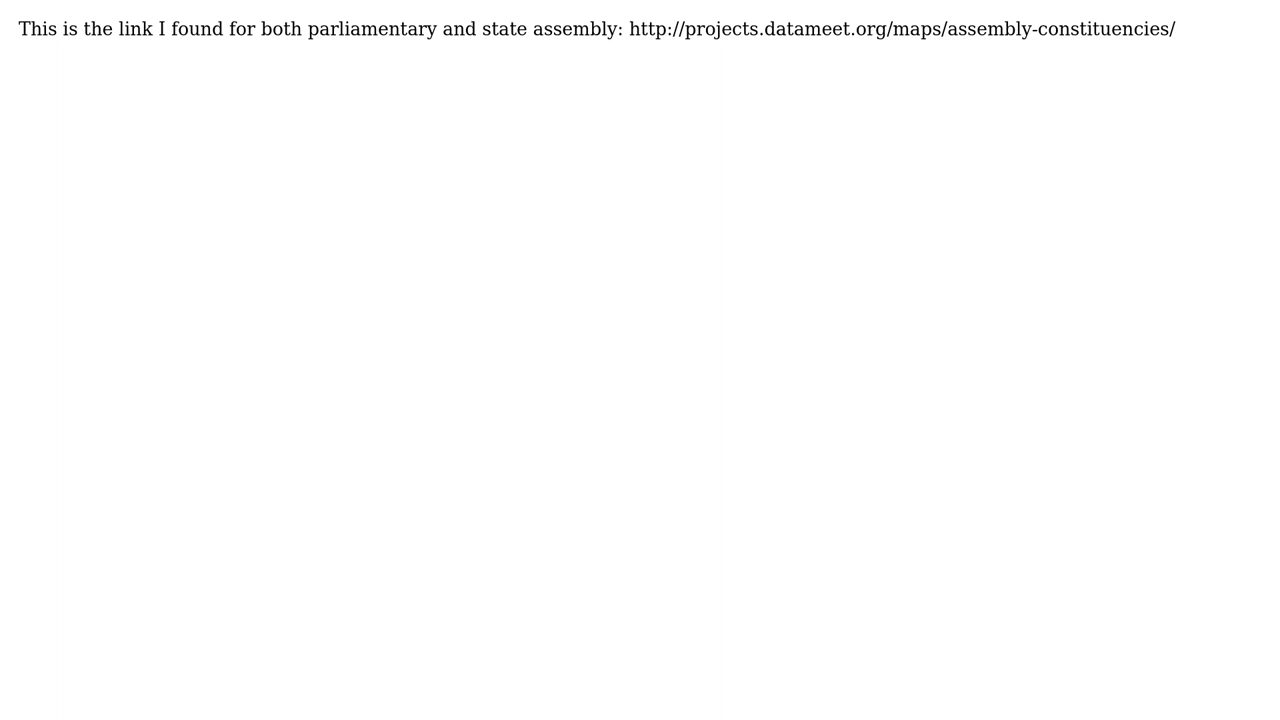 This is the link I found for both parliamentary and state assembly: http://projects.datameet.org/maps/assembly-constituencies/